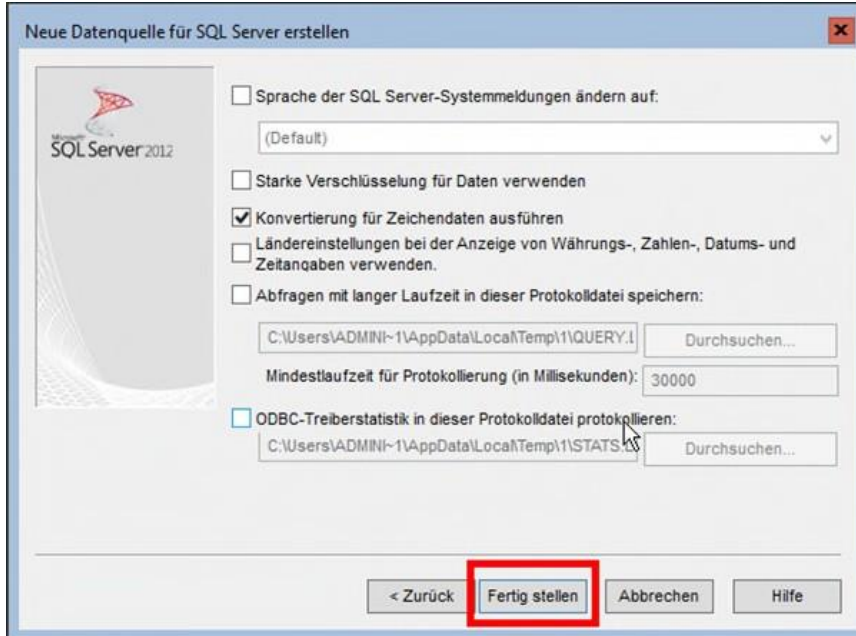 Neue Datenquelle für SQL Server erstellen
Microsoft
SQL Server 2012
Sprache der SQL Server-Systemmeldungen ändern auf:
(Default)
Starke Verschlüsselung für Daten verwenden
Konvertierung für Zeichendaten ausführen
Ländereinstellungen bei der Anzeige von Währungs-, Zahlen-, Datums- und
Zeitangaben verwenden.
Abfragen mit langer Laufzeit in dieser Protokolldatei speichern:
C:\Users\ADMINI~1\AppData\Local\Temp\1\QUERY.L
Durchsuchen...
Mindestlaufzeit für Protokollierung (in Millisekunden):
30000
ODBC-Treiberstatistik in dieser Protokolldatei protokollieren:
C:\Users\ADMINI~1\AppData\Local\Temp\1\STATS.L
Durchsuchen...
< Zurück
Fertig stellen
Abbrechen
Hilfe